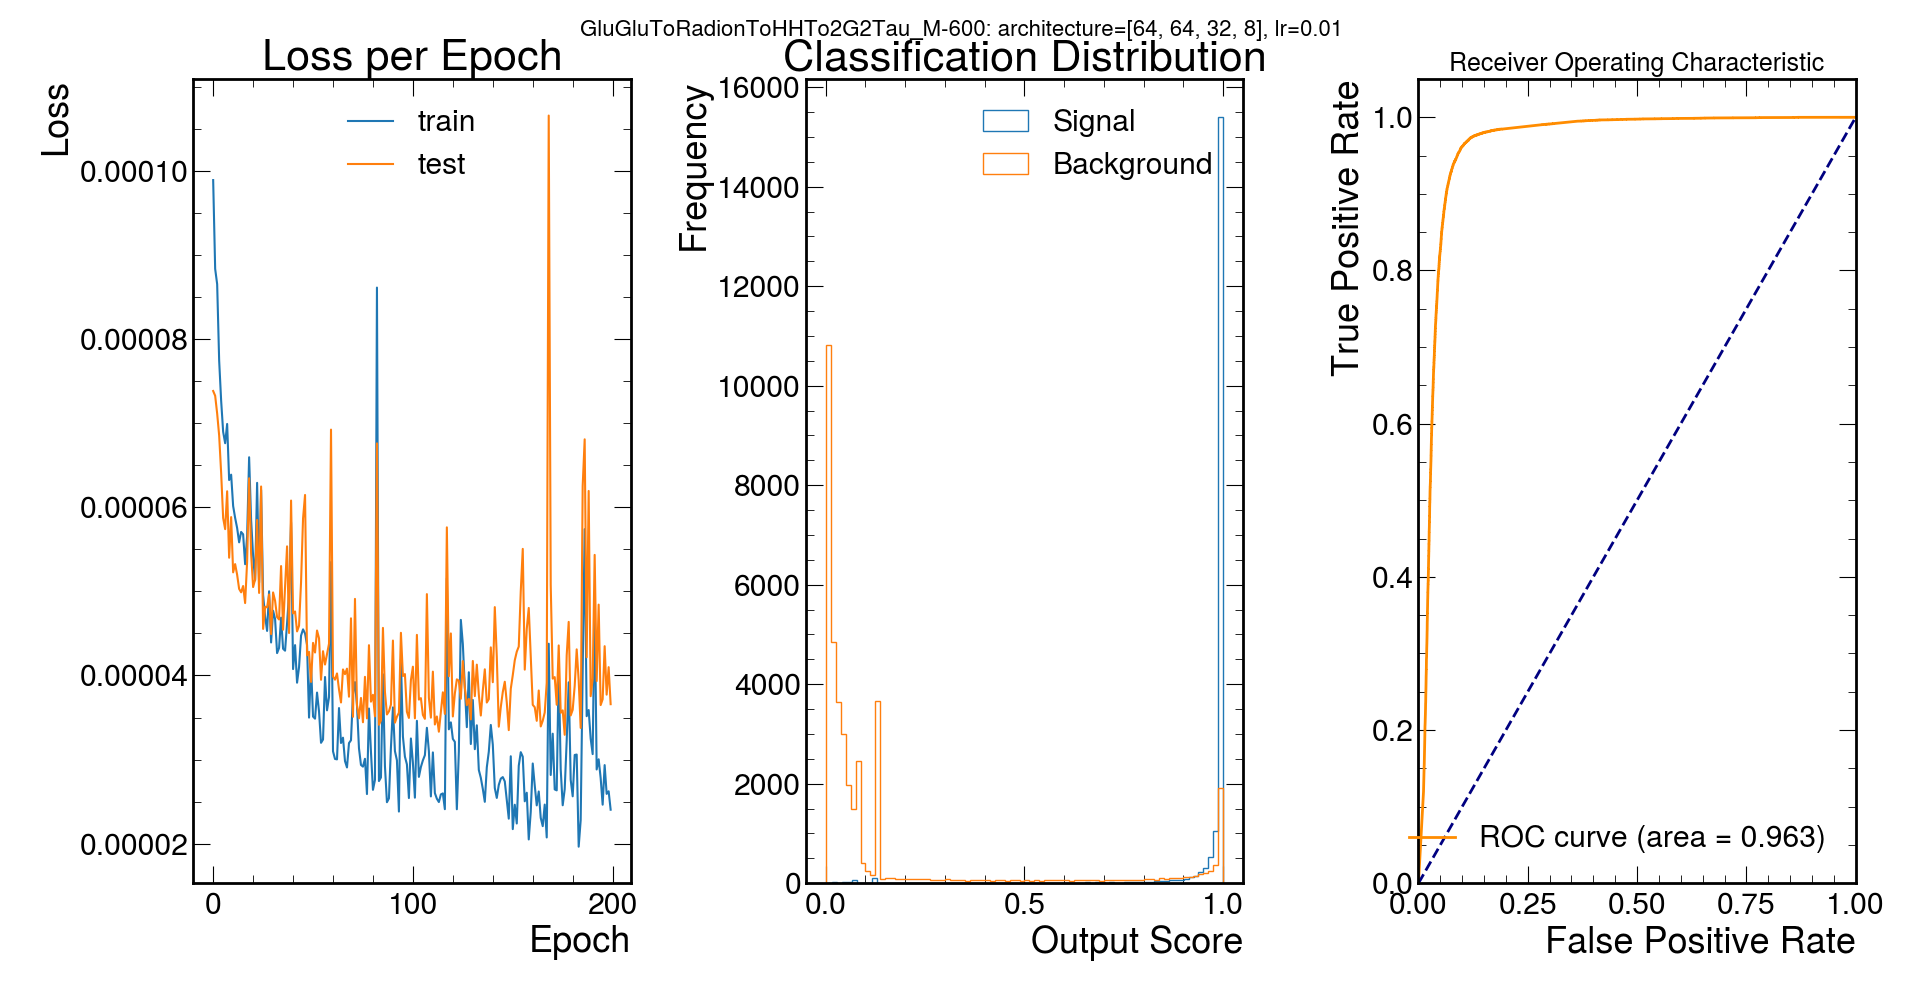 GluGluToRadionToHHTo2G2Tau_M-600: architecture=[64, 64, 32, 8], lr=0.01
Loss per Epoch
Loss
train
test
0.00010
0.00008
0.00006
0.00004
0.00002
0
100
200
Epoch
Classification Distribution
Frequency
Signal
Background
16000
14000
12000
10000
8000
6000
4000
2000
0
0.0
0.5
1.0
Output Score
Receiver Operating Characteristic
True Positive Rate
1.0
0.8
0.6
0.4
0.2
0.0
ROC curve (area = 0.963)
0.00
0.25
0.50
0.75
1.00
False Positive Rate